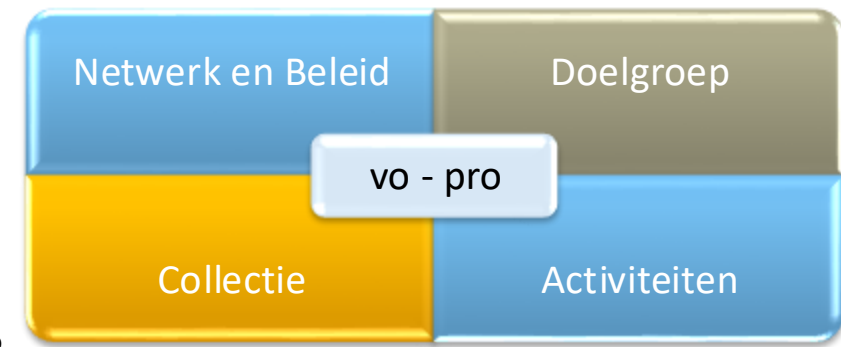 Netwerk en Beleid
Doelgroep
vo - pro
Collectie
Activiteiten